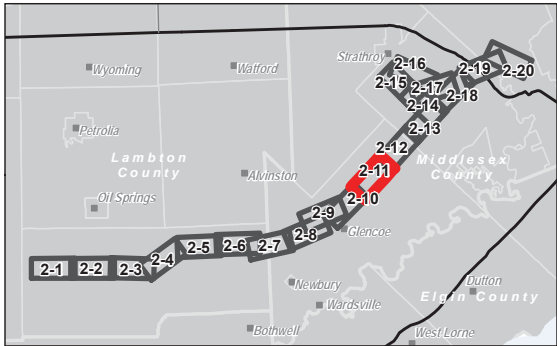 Strathroy
2-16
2-19
2-20
Wyoming
Watford
2-15
2-17
2-18
2-14
Petrolia
2-13
2-12
Lambton
County
Middlesex
County
2-11
Alvinston
Oil Springs
2-10
2-9
Glencoe
2-8
2-7
2-6
2-5
2-4
2-3
2-2
2-1
Newbury
Dutton
Elgin County
Wardsville
Bothwell
West Lorne